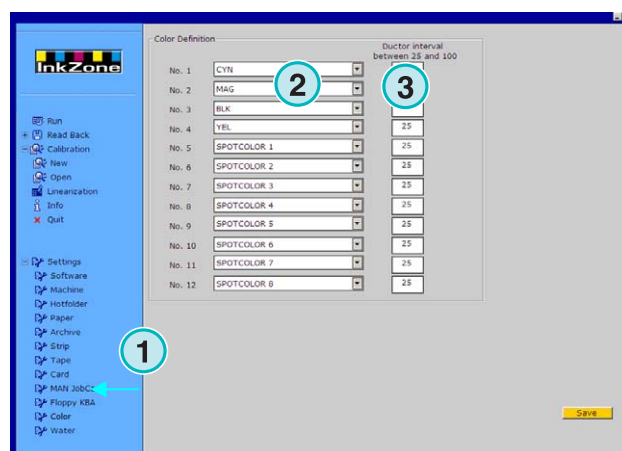 InkZone
Run
Read Back
Calibration
New
Open
Linearization
Info
Quit
Settings
Software
Machine
Hotfolder
Paper
Archive
Strip
Tape
Card
MAN JobCa
Floppy KBA
Color
Water
1
Color Definition
Ductor interval
between 25 and 100
No. 1 CYN
No. 2 MAG
2
3
No. 3 BLK
No. 4 YEL 25
No. 5 SPOTCOLOR 1 25
No. 6 SPOTCOLOR 2 25
No. 7 SPOTCOLOR 3 25
No. 8 SPOTCOLOR 4 25
No. 9 SPOTCOLOR 5 25
No. 10 SPOTCOLOR 6 25
No. 11 SPOTCOLOR 7 25
No. 12 SPOTCOLOR 8 25
Save